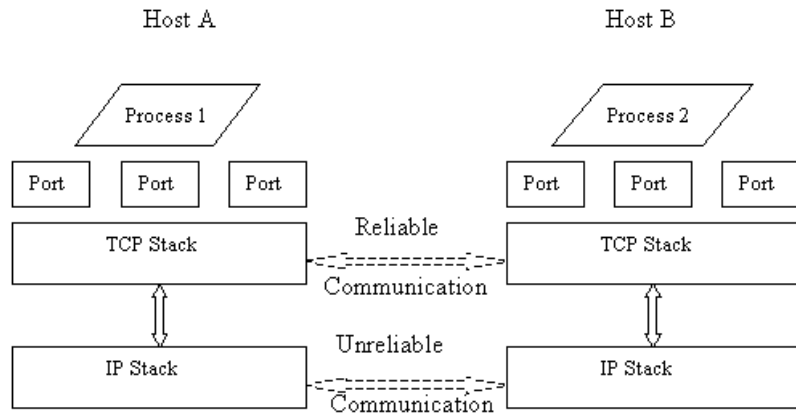 Host A
Host B
Process 1
Process 2
Port
Port
Port
Port
Port
Port
TCP Stack
Reliable
Communication
TCP Stack
IP Stack
Unreliable
Communication
IP Stack